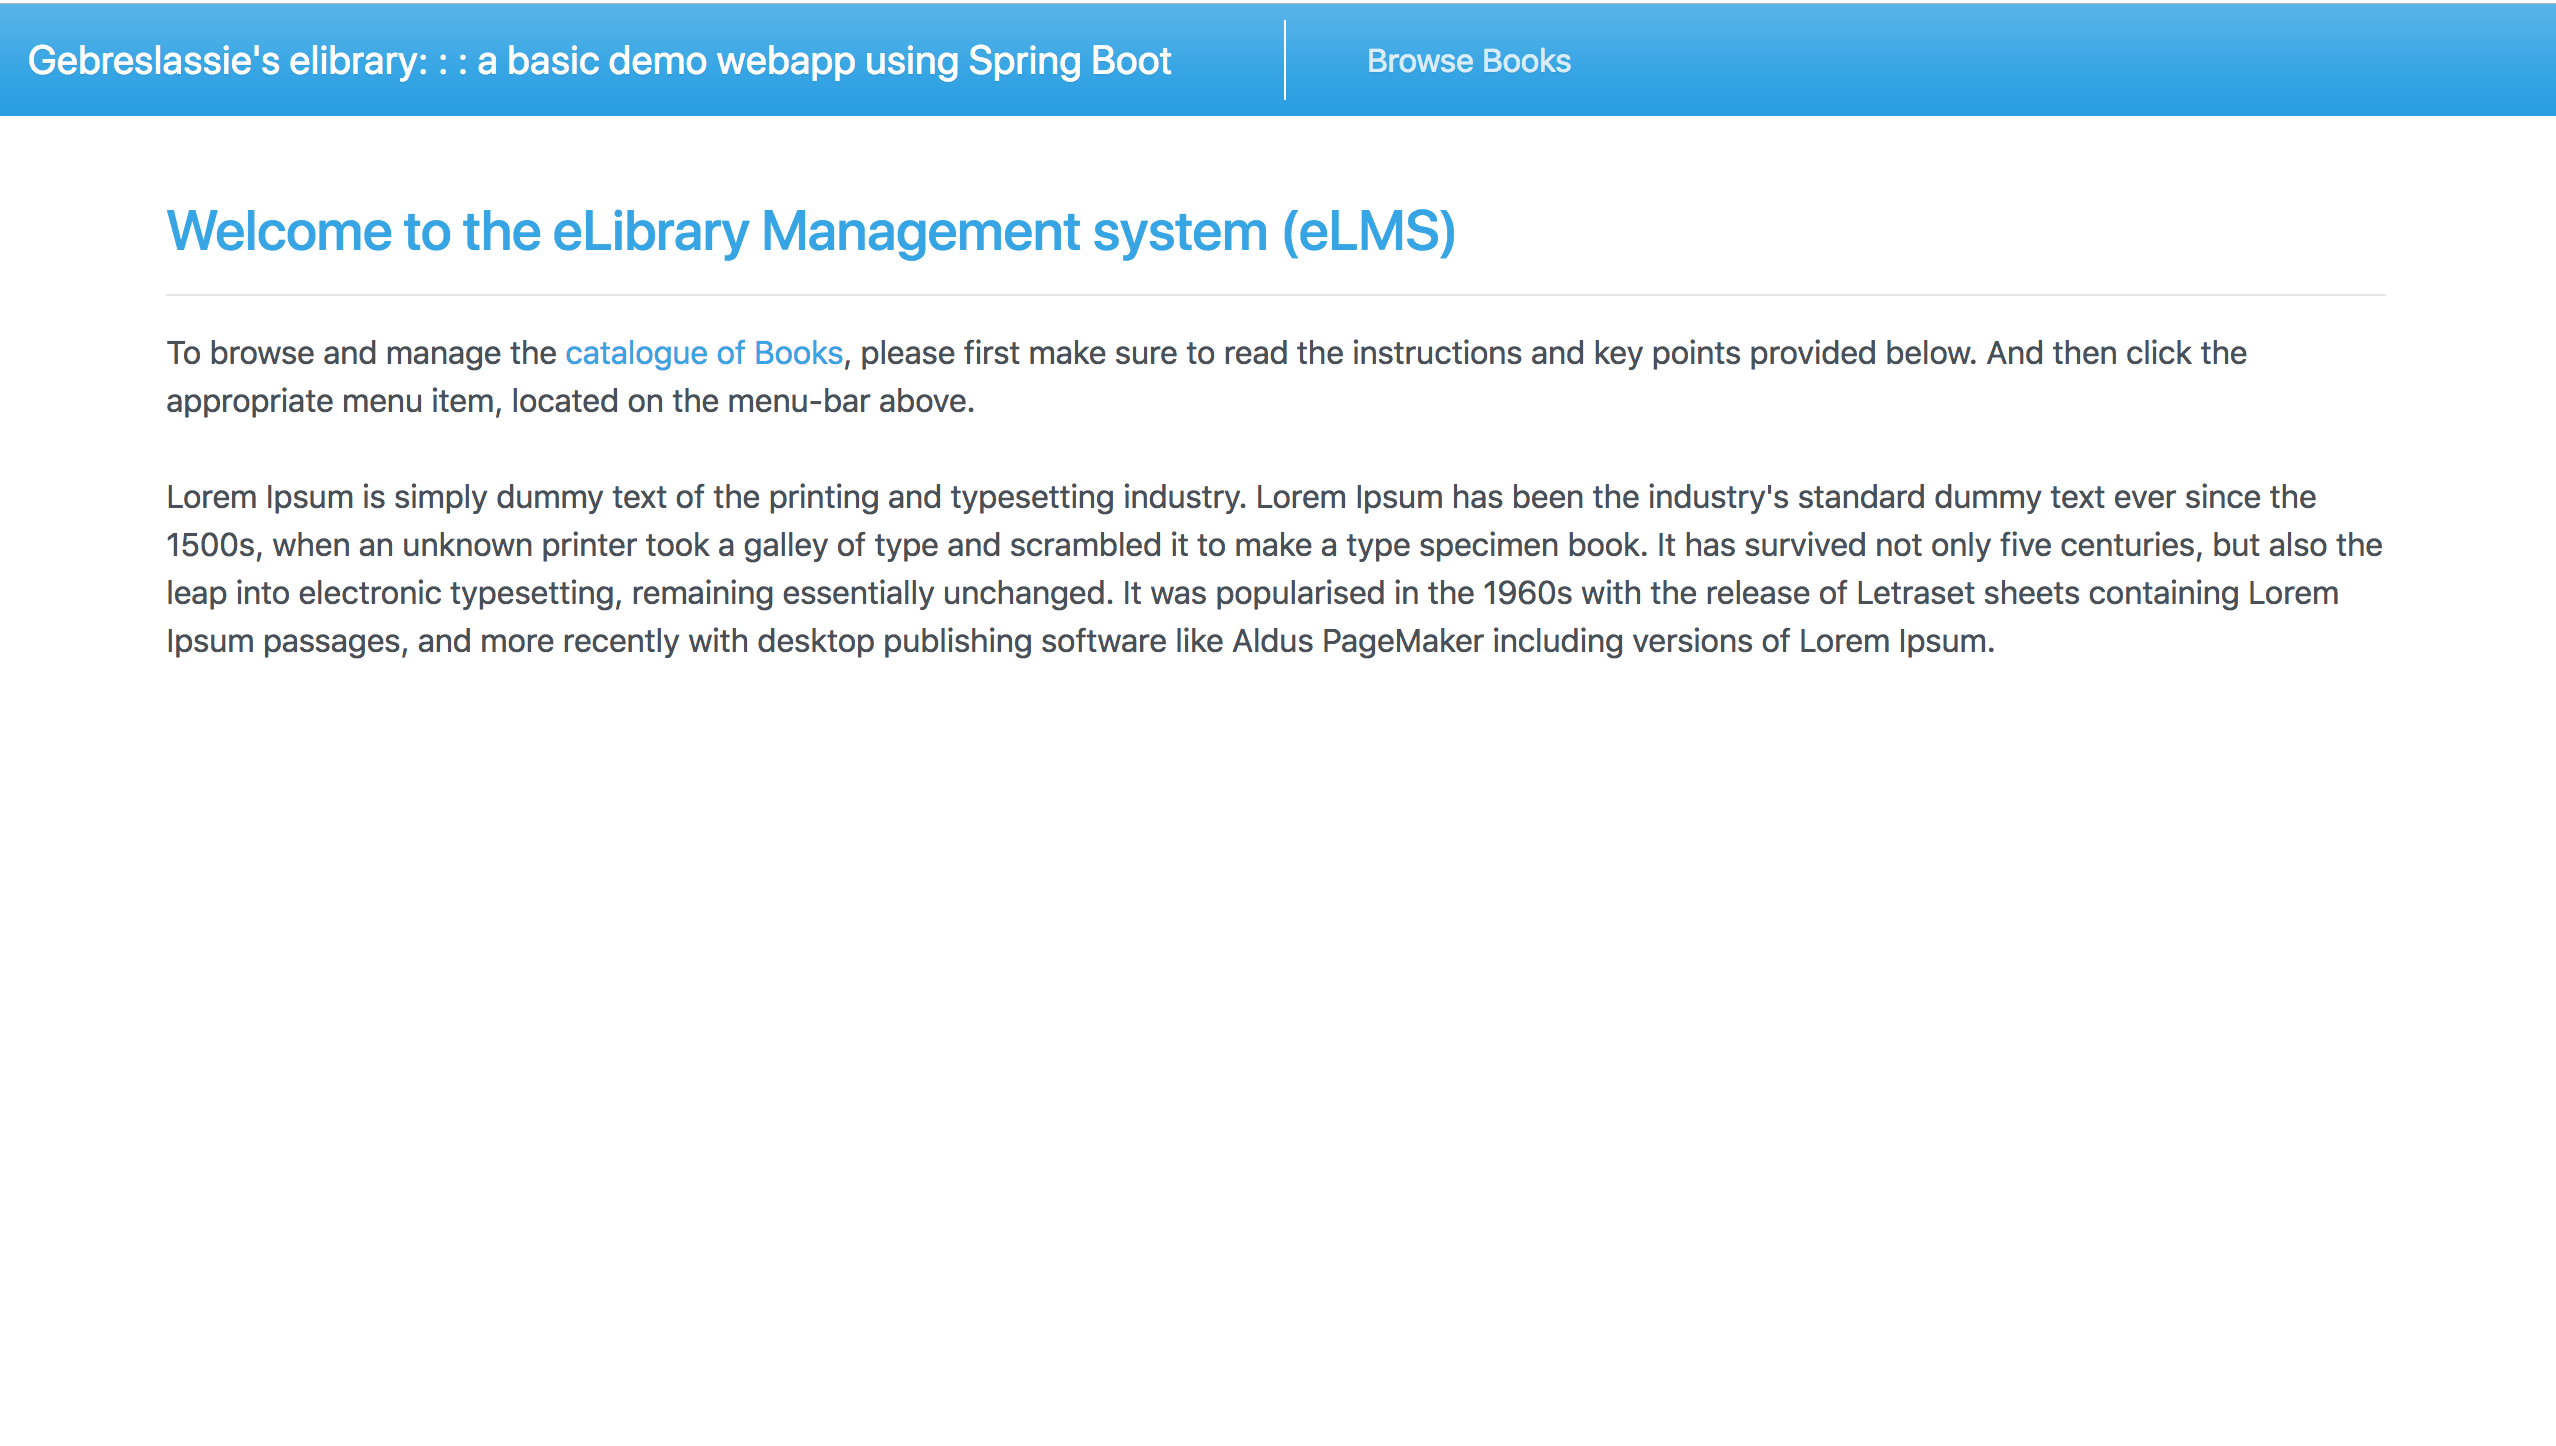 Gebreslassie's elibrary: : : a basic demo webapp using Spring Boot
Browse Books
Welcome to the eLibrary Management system (eLMS)
To browse and manage the catalogue of Books, please first make sure to read the instructions and key points provided below. And then click the
appropriate menu item, located on the menu-bar above.
Lorem Ipsum is simply dummy text of the printing and typesetting industry. Lorem Ipsum has been the industry's standard dummy text ever since the
1500s, when an unknown printer took a galley of type and scrambled it to make a type specimen book. It has survived not only five centuries, but also the
leap into electronic typesetting, remaining essentially unchanged. It was popularised in the 1960s with the release of Letraset sheets containing Lorem
Ipsum passages, and more recently with desktop publishing software like Aldus PageMaker including versions of Lorem Ipsum.